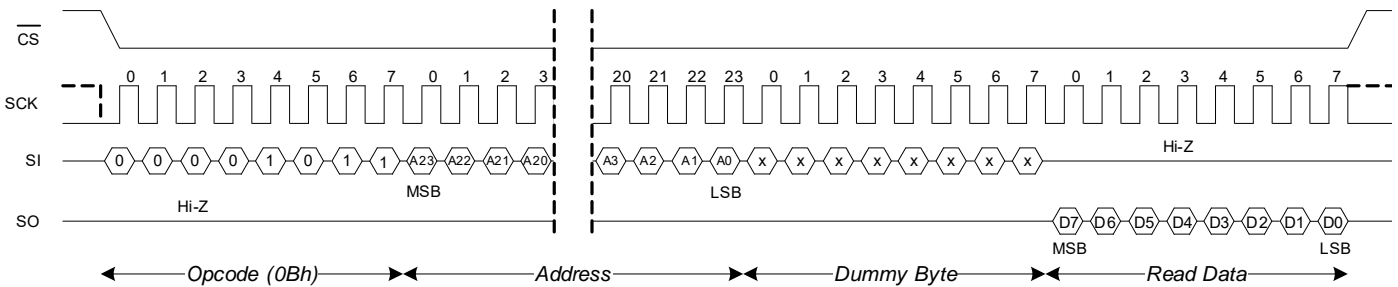 CS
SCK 0 1 2 3 4 5 6 7 0 1 2 3 20 21 22 23 0 1 2 3 4 5 6 7 0 1 2 3 4 5 6 7
SI 0 0 0 0 1 0 1 1 A23 A22 A21 A20 A3 A2 A1 A0 x x x x x x x x Hi-Z
MSB LSB
SO Hi-Z D7 D6 D5 D4 D3 D2 D1 D0
MSB LSB
Opcode (0Bh) Address Dummy Byte Read Data